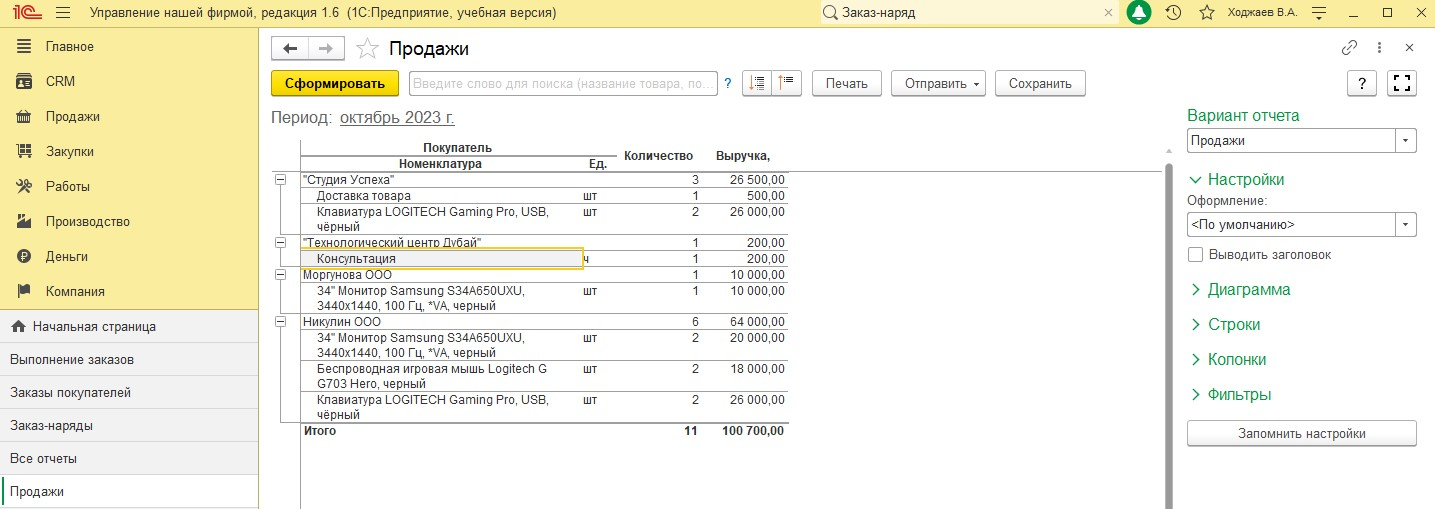 1С Управление нашей фирмой, редакция 1.6 (1С:Предприятие, учебная версия) Заказ-наряд Ходжаев В.А.
Главное
CRM
Продажи
Закупки
Работы
Производство
Деньги
Компания
Начальная страница
Выполнение заказов
Заказы покупателей
Заказ-наряды
Все отчеты
Продажи
Продажи
Сформировать Введите слово для поиска (название товара, по... ? Печать Отправить Сохранить ?
Период: октябрь 2023 г.
Покупатель Количество Выручка,
Номенклатура Ед.
"Студия Успеха" 3 26 500,00
Доставка товара шт 1 500,00
Клавиатура LOGITECH Gaming Pro, USB, шт 2 26 000,00
чёрный
"Технологический центр Дубай" 1 200,00
Консультация ч 1 200,00
Моргунова ООО 1 10 000,00
34" Монитор Samsung S34A650UXU, шт 1 10 000,00
3440x1440, 100 Гц, *VA, черный
Никулин ООО 6 64 000,00
34" Монитор Samsung S34A650UXU, шт 2 20 000,00
3440x1440, 100 Гц, *VA, черный
Беспроводная игровая мышь Logitech G шт 2 18 000,00
G703 Hero, черный
Клавиатура LOGITECH Gaming Pro, USB, шт 2 26 000,00
чёрный
Итого 11 100 700,00
Вариант отчета
Продажи
Настройки
Оформление:
<По умолчанию>
Выводить заголовок
Диаграмма
Строки
Колонки
Фильтры
Запомнить настройки